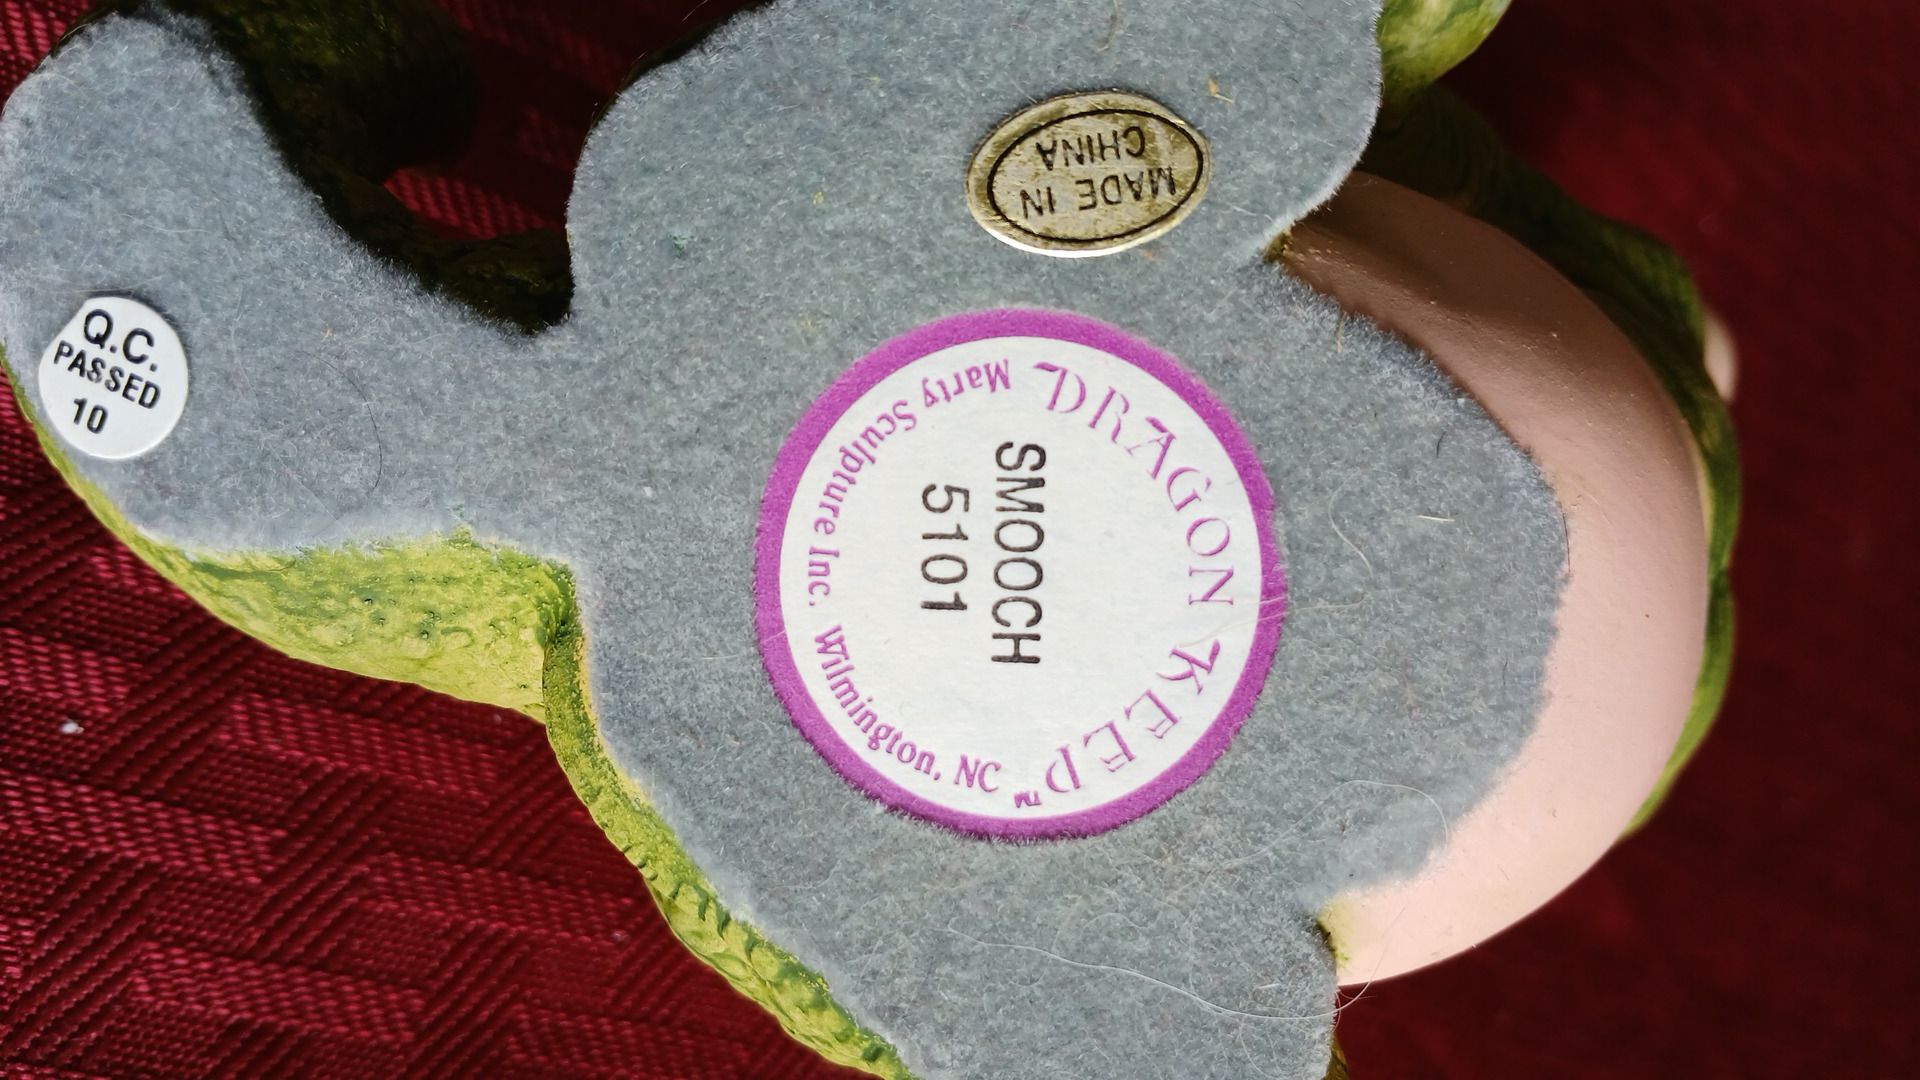 DRAGON KEEP™
SMOOCH
5101
Marty Sculpture Inc. Wilmington, NC
MADE IN
CHINA
Q.C.
PASSED
10